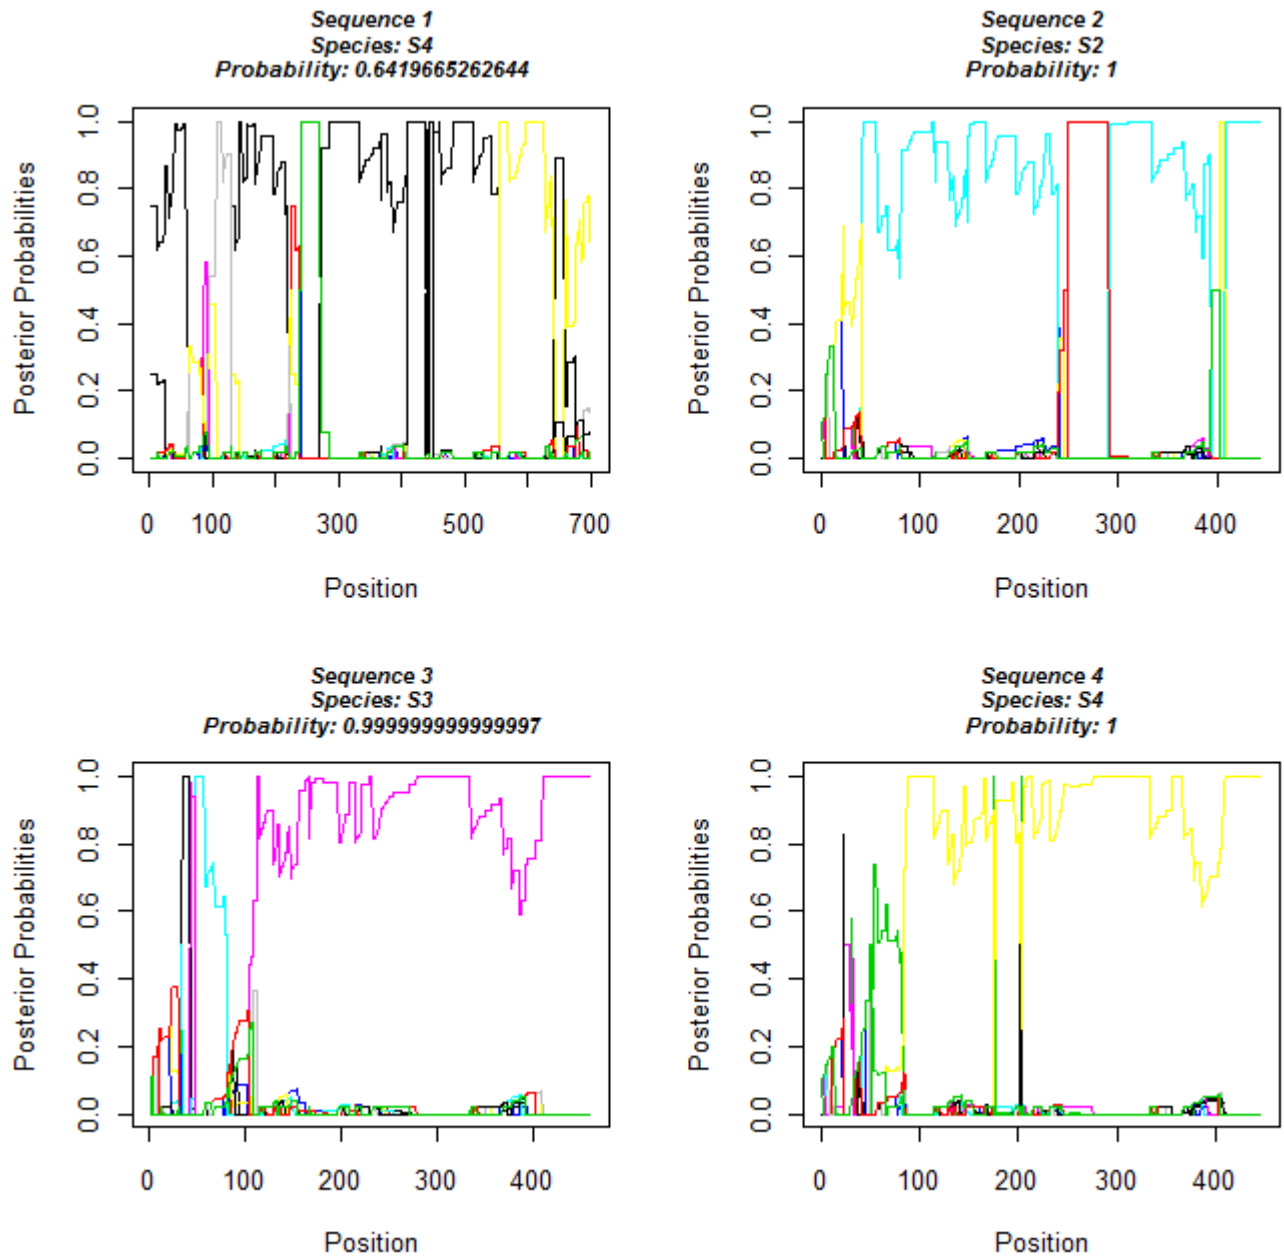 Sequence 1
Species: S4
Probability: 0.6419665262644
Posterior Probabilities
1.0
0.8
0.6
0.4
0.2
0.0
0 100 300 500 700
Position
Sequence 2
Species: S2
Probability: 1
Posterior Probabilities
1.0
0.8
0.6
0.4
0.2
0.0
0 100 200 300 400
Position
Sequence 3
Species: S3
Probability: 0.999999999999997
Posterior Probabilities
1.0
0.8
0.6
0.4
0.2
0.0
0 100 200 300 400
Position
Sequence 4
Species: S4
Probability: 1
Posterior Probabilities
1.0
0.8
0.6
0.4
0.2
0.0
0 100 200 300 400
Position